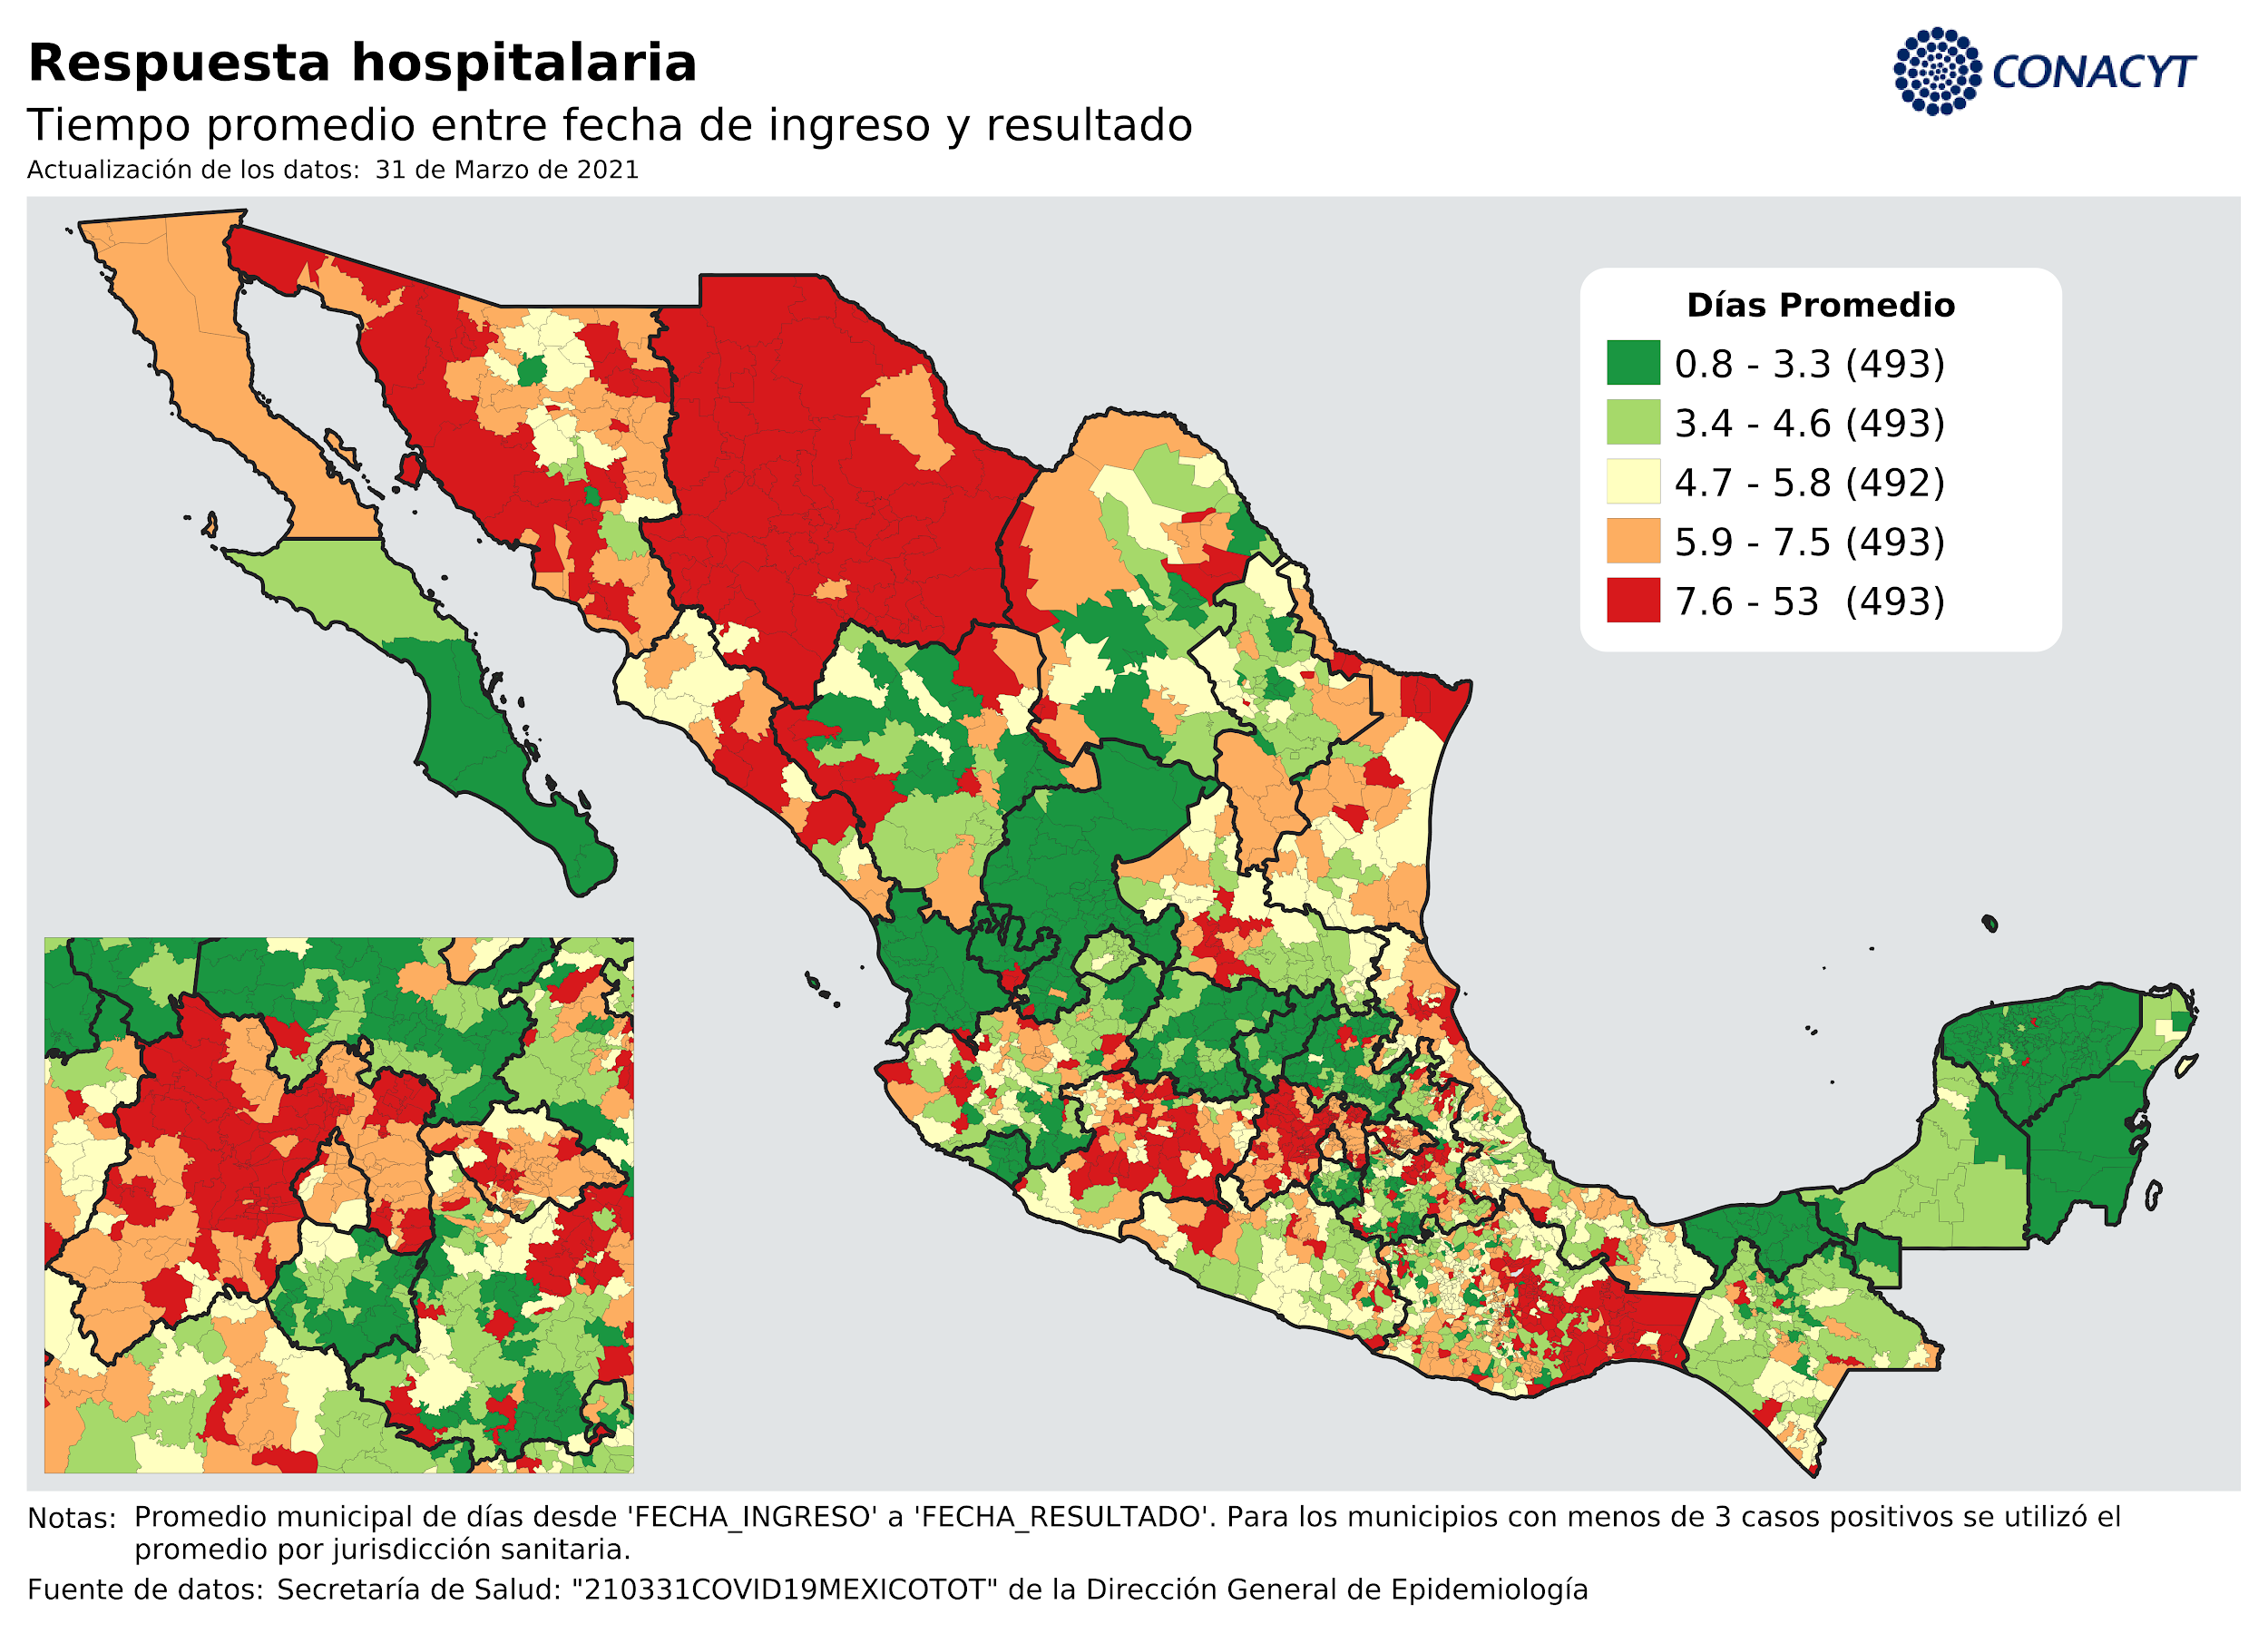 Respuesta hospitalaria
CONACYT
Tiempo promedio entre fecha de ingreso y resultado
Actualización de los datos: 31 de Marzo de 2021
Días Promedio
0.8 - 3.3 (493)
3.4 - 4.6 (493)
4.7 - 5.8 (492)
5.9 - 7.5 (493)
7.6 - 53 (493)
Notas: Promedio municipal de días desde 'FECHA_INGRESO' a 'FECHA_RESULTADO'. Para los municipios con menos de 3 casos positivos se utilizó el
promedio por jurisdicción sanitaria.
Fuente de datos: Secretaría de Salud: "210331COVID19MEXICOTOT" de la Dirección General de Epidemiología